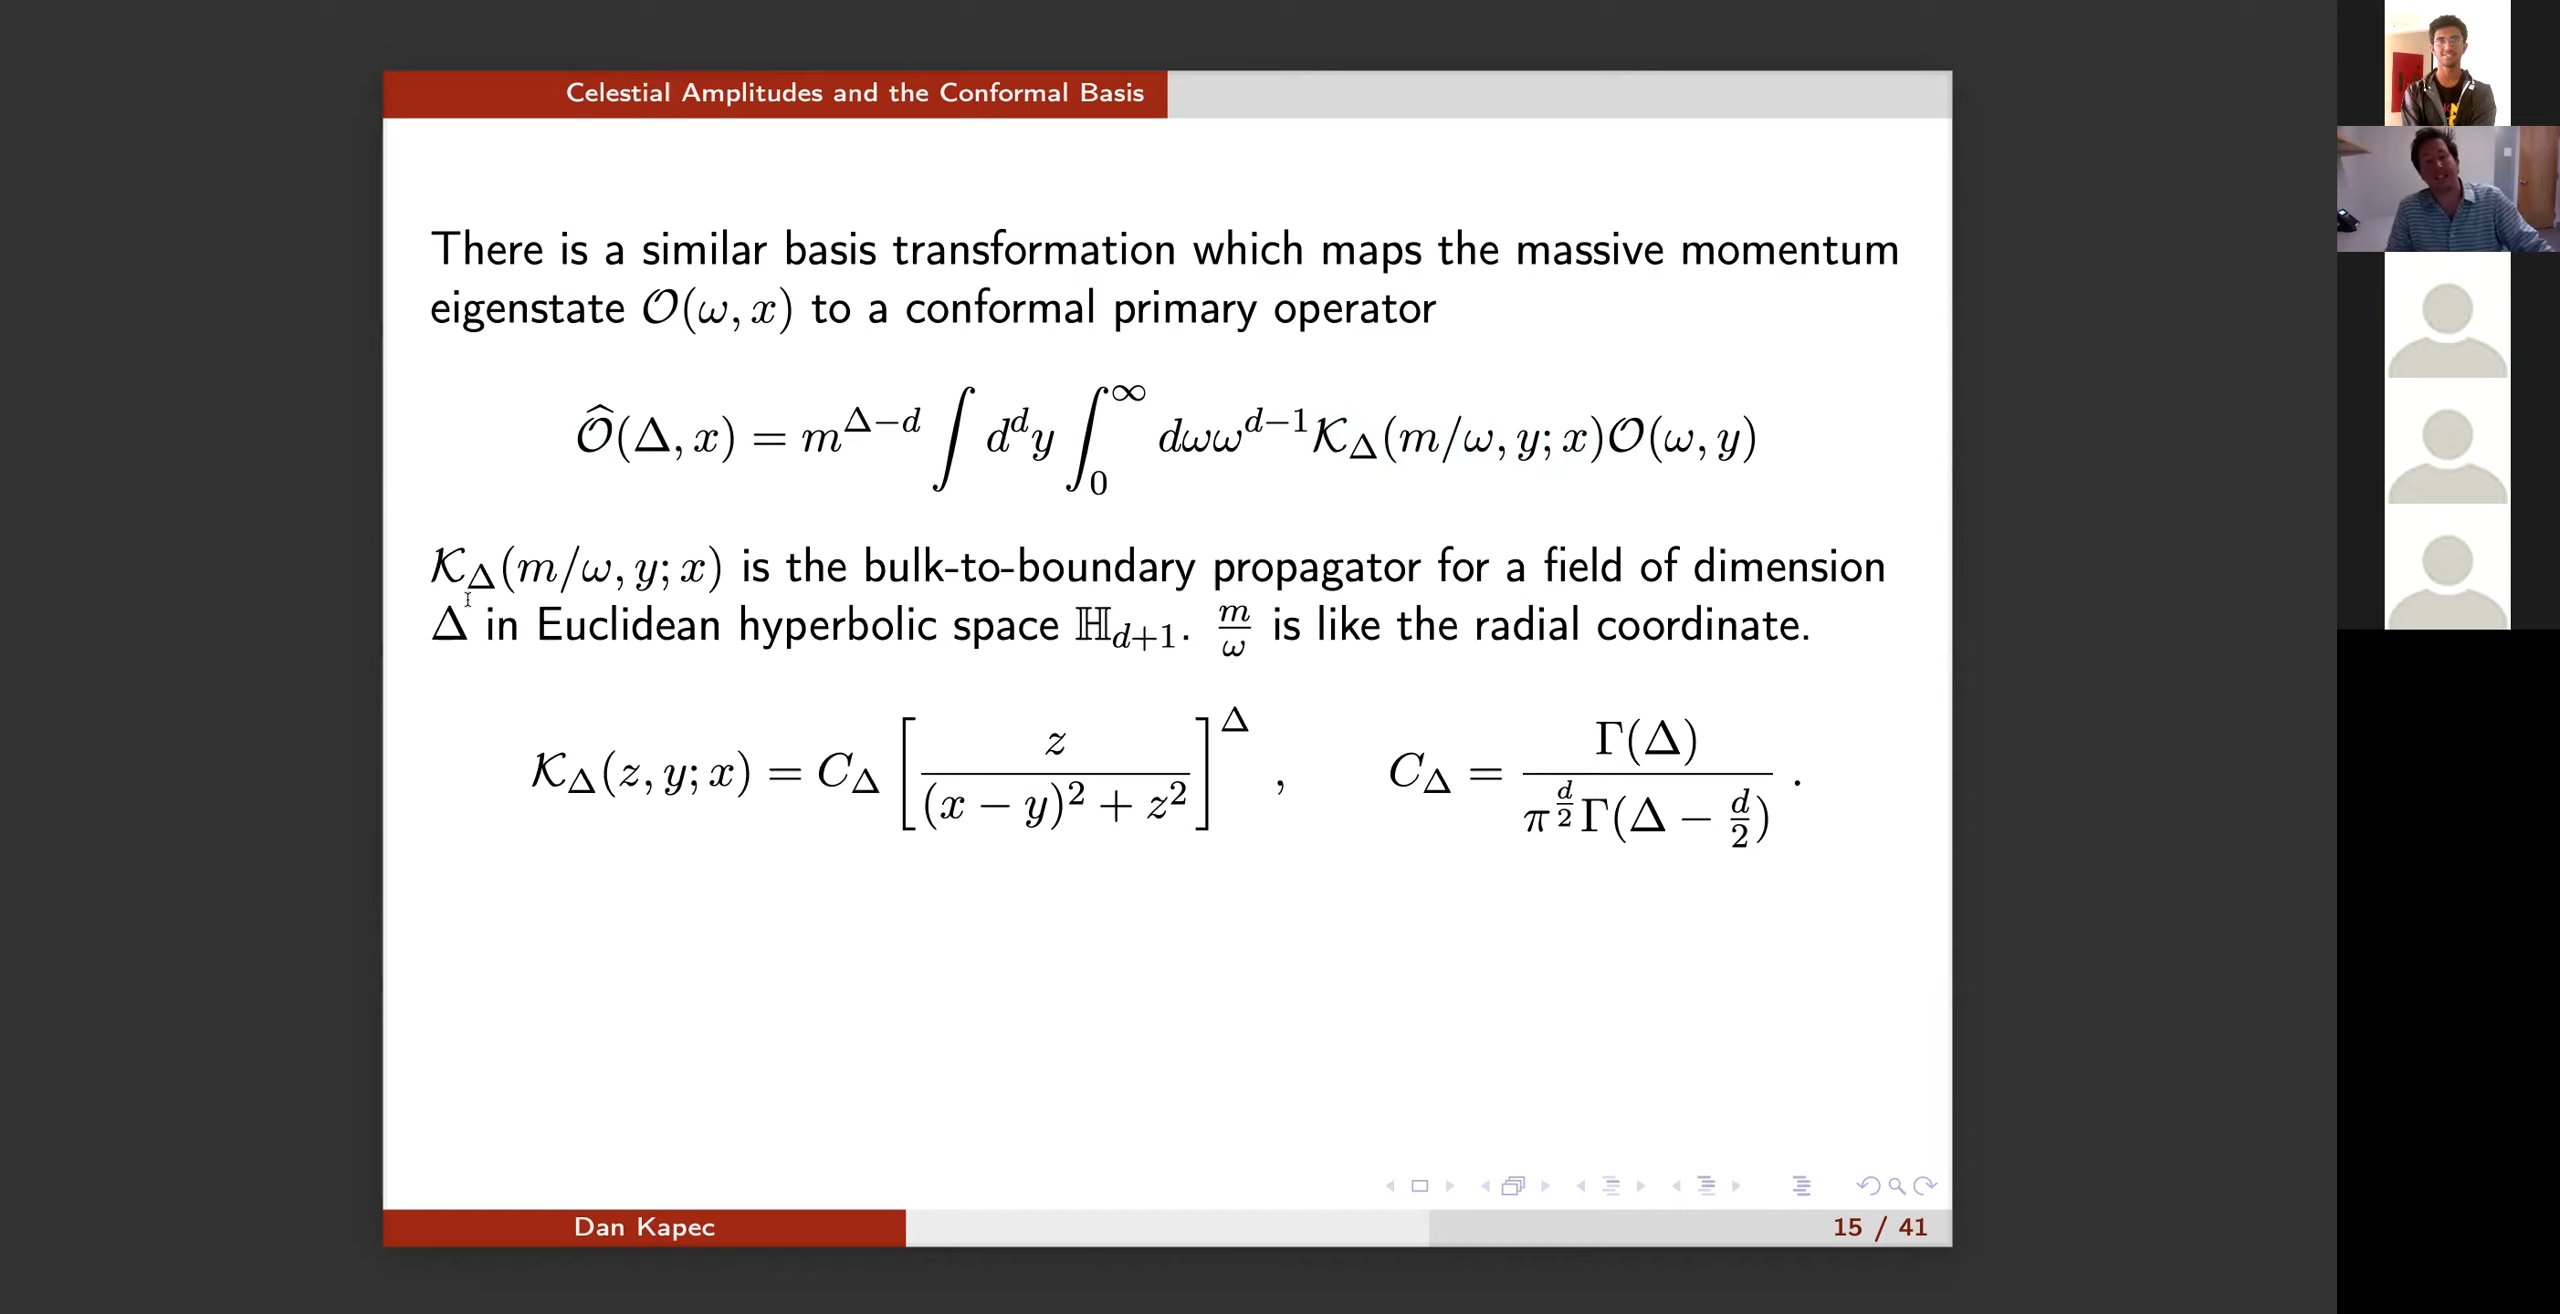 Celestial Amplitudes and the Conformal Basis
There is a similar basis transformation which maps the massive momentum
eigenstate 𝒪(ω, x) to a conformal primary operator
𝒪̂(Δ, x) = m^{Δ−d} ∫ d^d y ∫_0^∞ dωω^{d−1} 𝒦_Δ(m/ω, y; x)𝒪(ω, y)
𝒦_Δ(m/ω, y; x) is the bulk-to-boundary propagator for a field of dimension
Δ in Euclidean hyperbolic space ℍ_{d+1}. m/ω is like the radial coordinate.
𝒦_Δ(z, y; x) = C_Δ [z / ((x − y)^2 + z^2)]^Δ , C_Δ = Γ(Δ) / (π^{d/2} Γ(Δ − d/2)) .
Dan Kapec
15 / 41